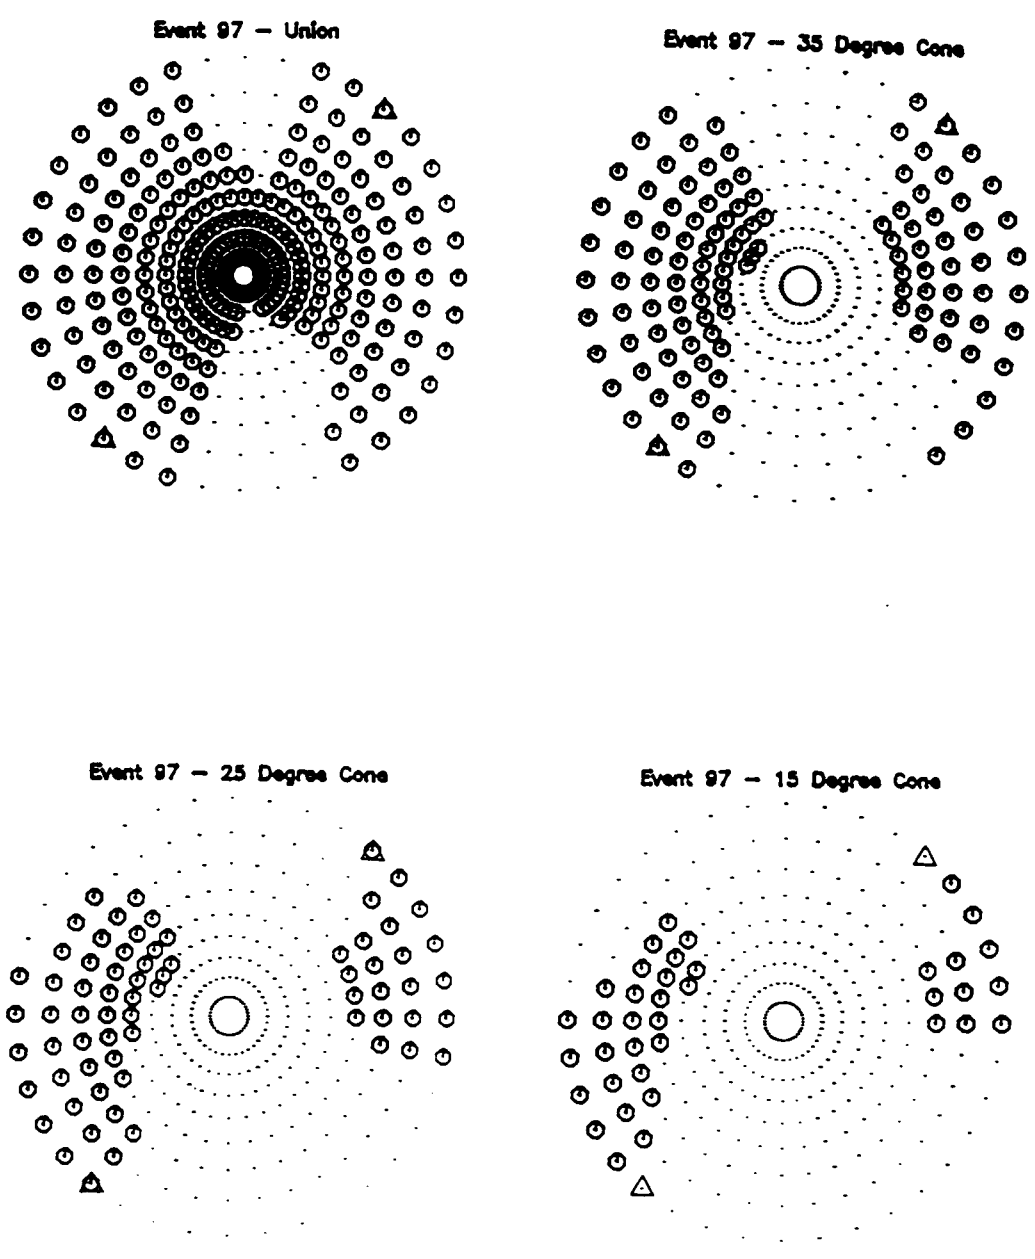 Event 97 – Union
Event 97 – 35 Degree Cone
Event 97 – 25 Degree Cone
Event 97 – 15 Degree Cone